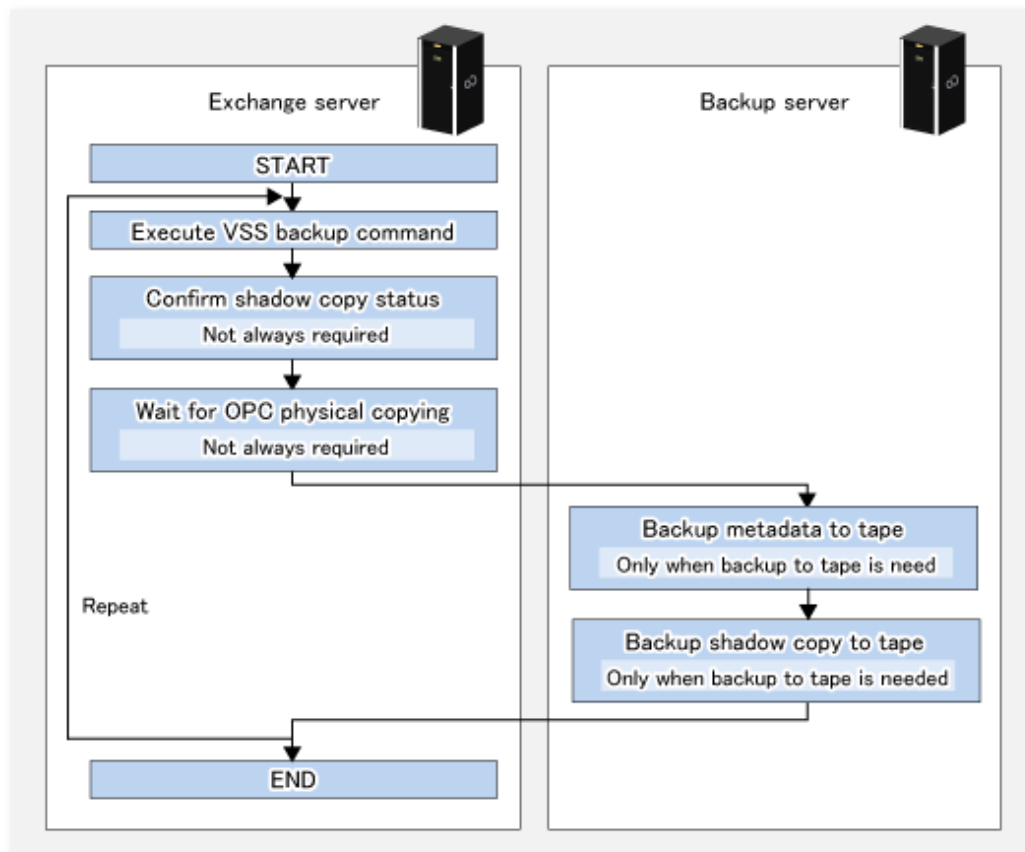 Exchange server
Backup server
START
Execute VSS backup command
Confirm shadow copy status
Not always required
Wait for OPC physical copying
Not always required
Backup metadata to tape
Only when backup to tape is need
Repeat
Backup shadow copy to tape
Only when backup to tape is needed
END